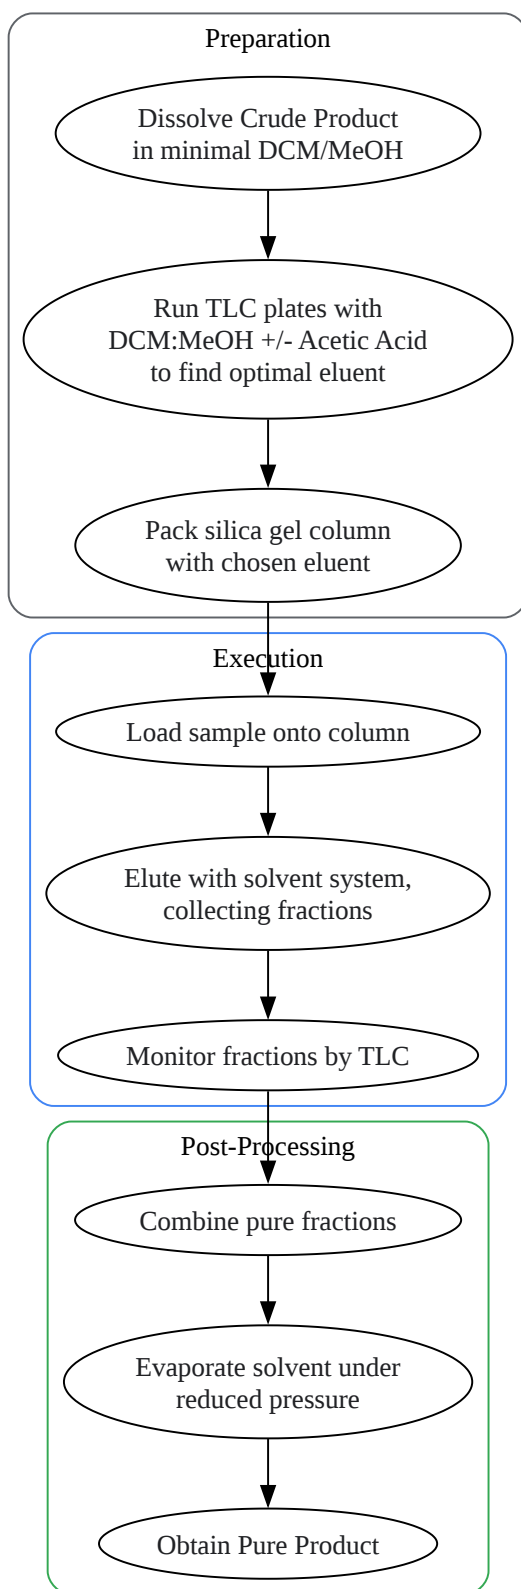 Preparation
Dissolve Crude Product
in minimal DCM/MeOH
Run TLC plates with
DCM:MeOH +/- Acetic Acid
to find optimal eluent
Pack silica gel column
with chosen eluent
Execution
Load sample onto column
Elute with solvent system,
collecting fractions
Monitor fractions by TLC
Post-Processing
Combine pure fractions
Evaporate solvent under
reduced pressure
Obtain Pure Product